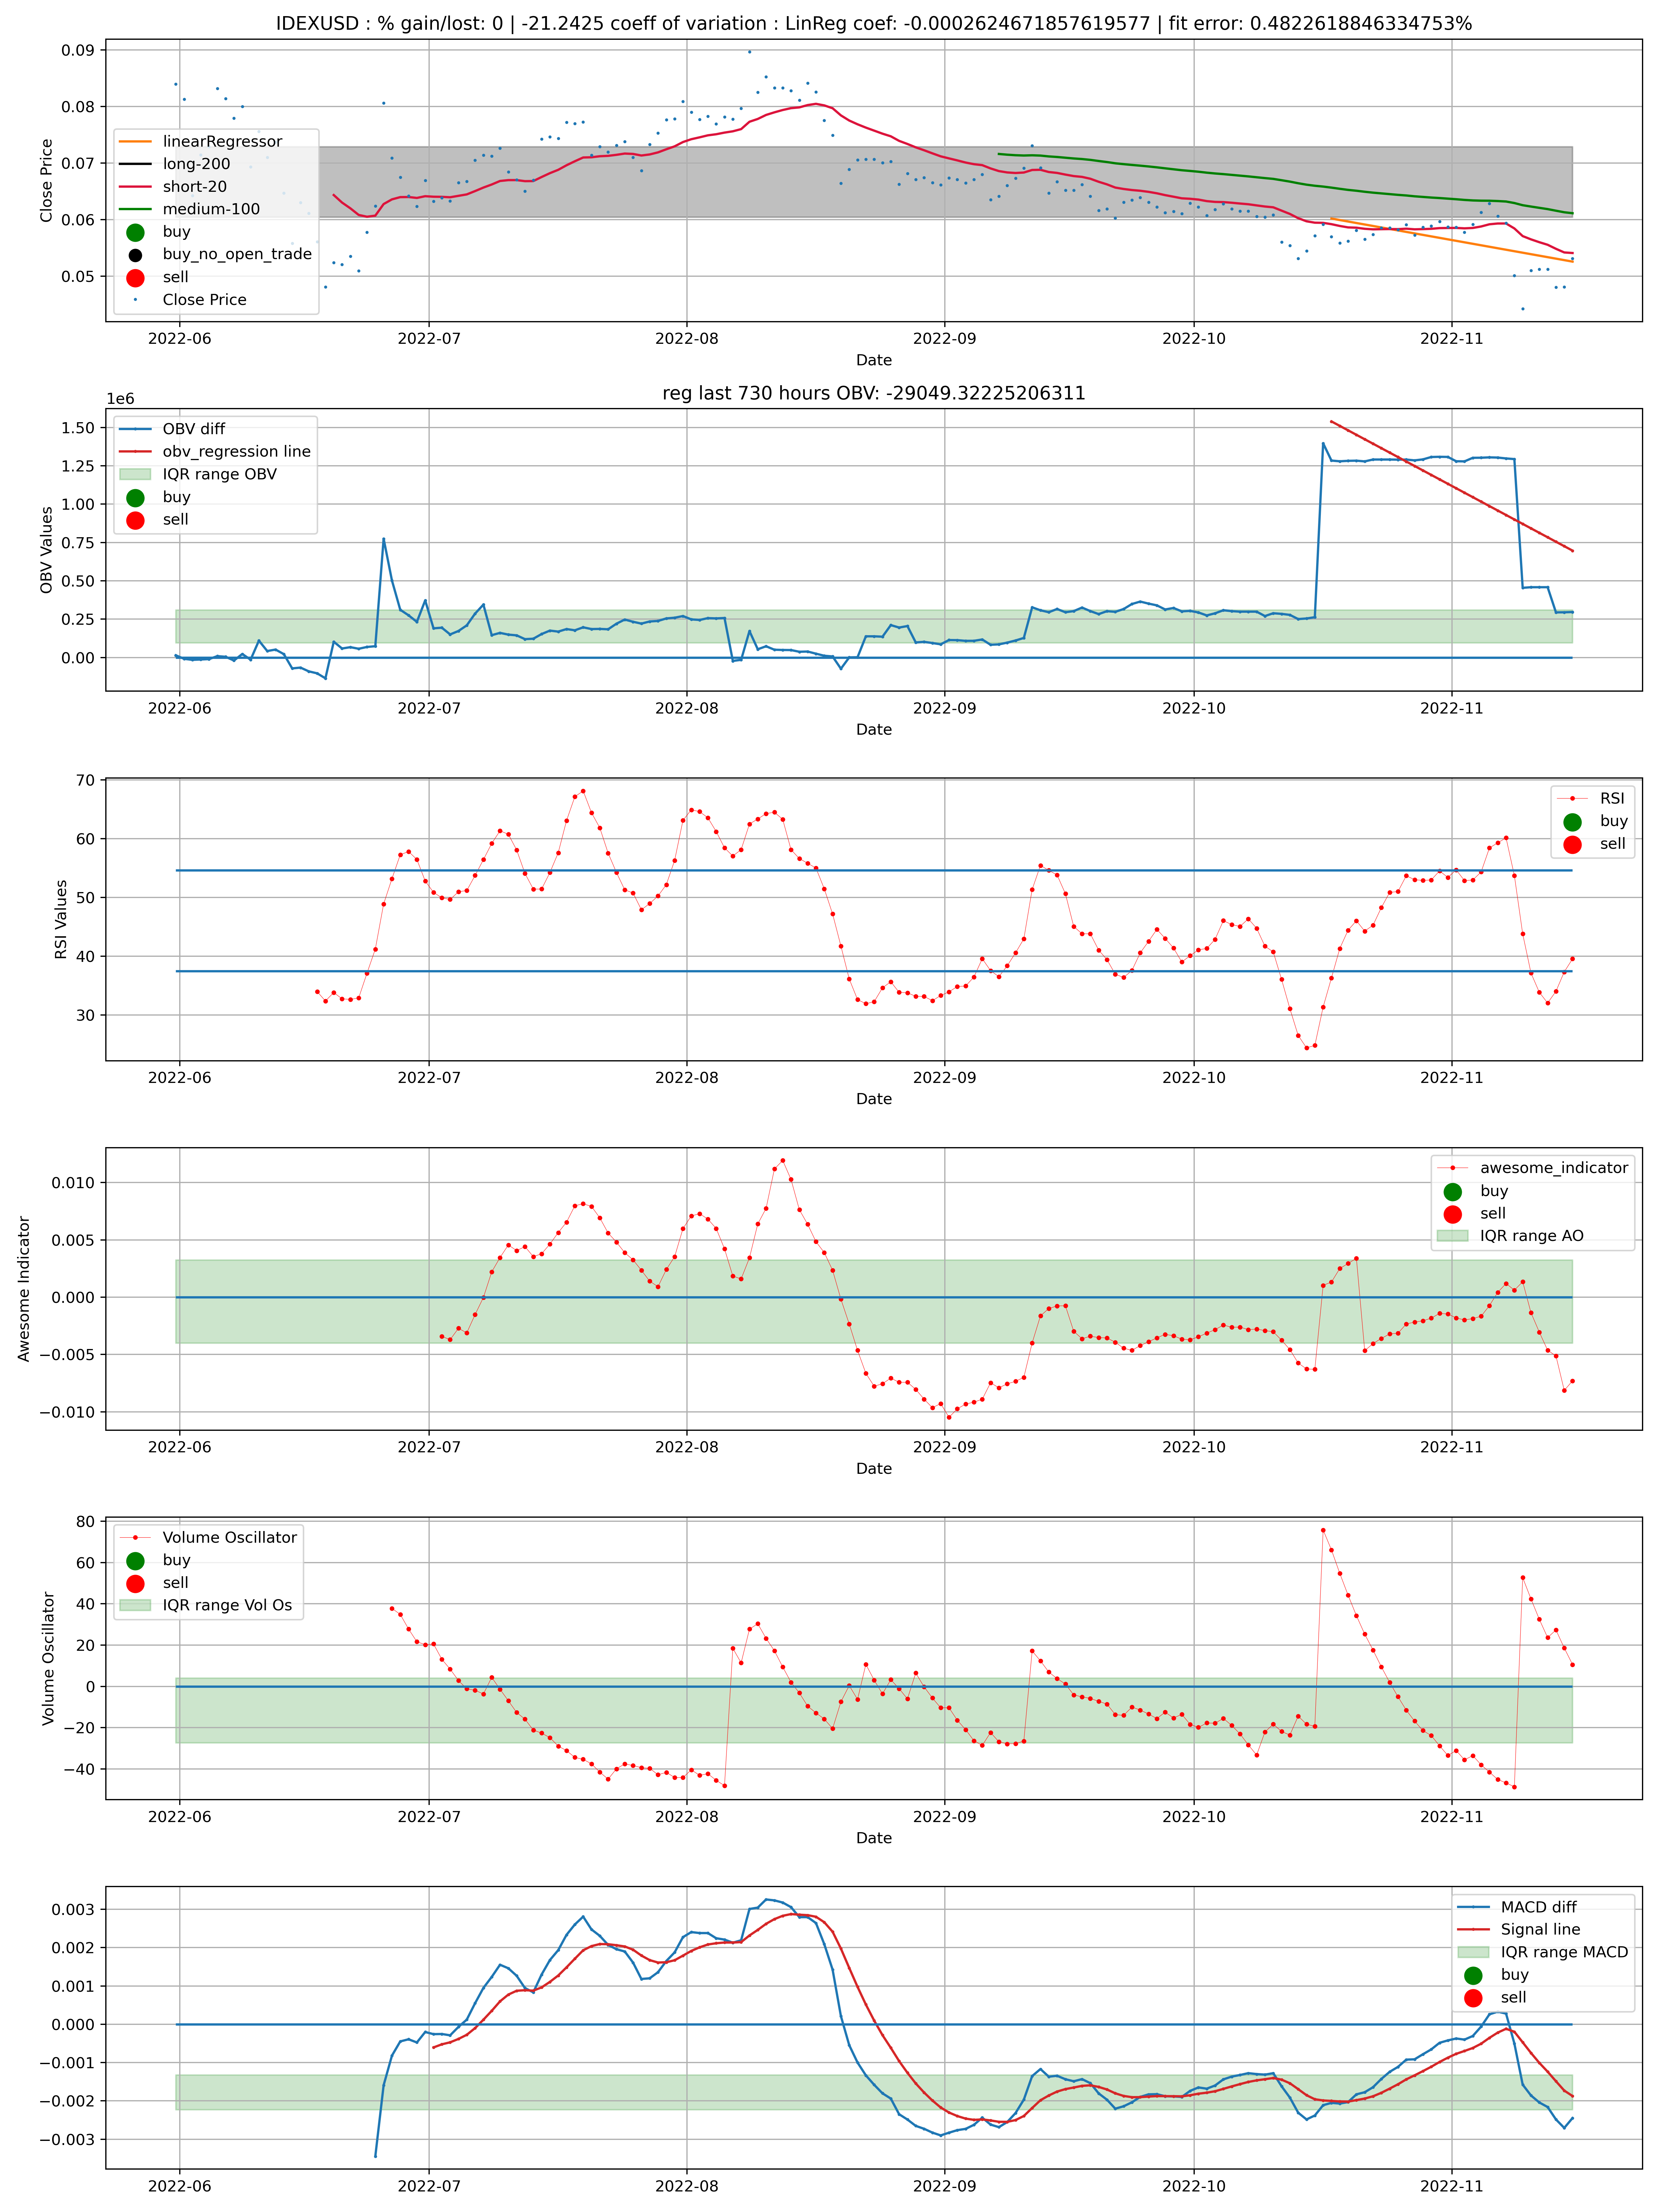 IDEXUSD : % gain/lost: 0 | -21.2425 coeff of variation : LinReg coef: -0.0002624671857619577 | fit error: 0.4822618846334753%
0.09
0.08
0.07
0.06
0.05
Close Price
linearRegressor
long-200
short-20
medium-100
buy
buy_no_open_trade
sell
Close Price
2022-06 2022-07 2022-08 2022-09 2022-10 2022-11
Date
reg last 730 hours OBV: -29049.32225206311
1e6
1.50
1.25
1.00
0.75
0.50
0.25
0.00
OBV Values
OBV diff
obv_regression line
IQR range OBV
buy
sell
2022-06 2022-07 2022-08 2022-09 2022-10 2022-11
Date
70
60
50
40
30
RSI Values
RSI
buy
sell
2022-06 2022-07 2022-08 2022-09 2022-10 2022-11
Date
0.010
0.005
0.000
−0.005
−0.010
Awesome Indicator
awesome_indicator
buy
sell
IQR range AO
2022-06 2022-07 2022-08 2022-09 2022-10 2022-11
Date
80
60
40
20
0
−20
−40
Volume Oscillator
Volume Oscillator
buy
sell
IQR range Vol Os
2022-06 2022-07 2022-08 2022-09 2022-10 2022-11
Date
0.003
0.002
0.001
0.000
−0.001
−0.002
−0.003
MACD diff
Signal line
IQR range MACD
buy
sell
2022-06 2022-07 2022-08 2022-09 2022-10 2022-11